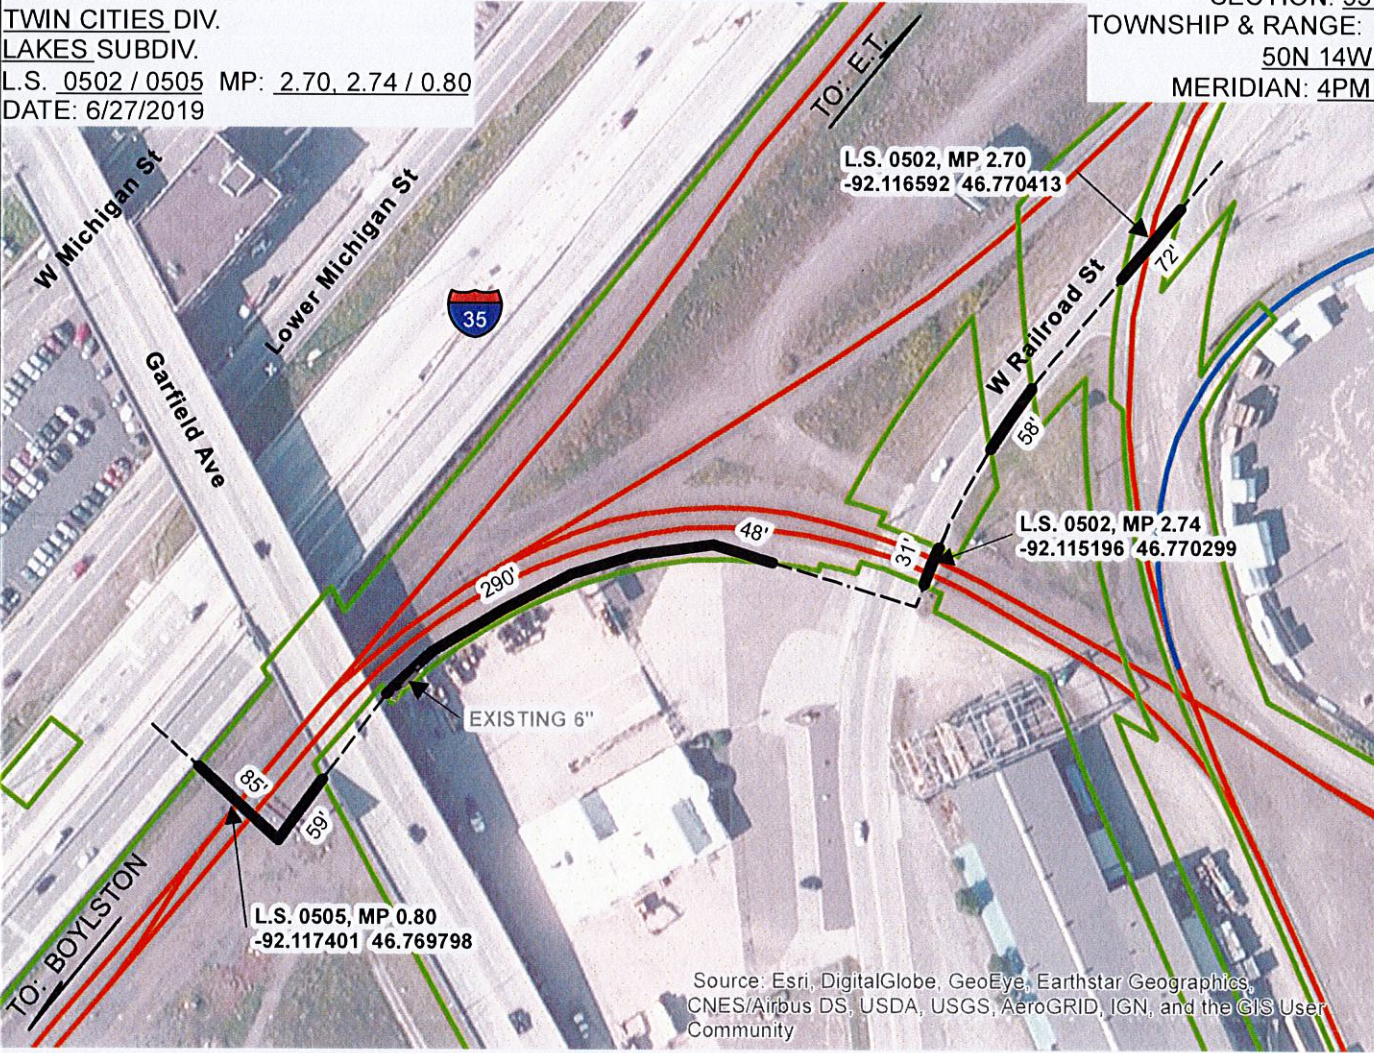 TWIN CITIES DIV.
LAKES SUBDIV.
L.S. 0502 / 0505 MP: 2.70, 2.74 / 0.80
DATE: 6/27/2019
TOWNSHIP & RANGE:
50N 14W
MERIDIAN: 4PM
TO: E.T.
L.S. 0502, MP 2.70
-92.116592 46.770413
72'
W Michigan St
Lower Michigan St
35
Garfield Ave
W Railroad St
58'
L.S. 0502, MP 2.74
-92.115196 46.770299
31'
48'
290'
EXISTING 6"
85'
59'
L.S. 0505, MP 0.80
-92.117401 46.769798
TO: BOYLSTON
Source: Esri, DigitalGlobe, GeoEye, Earthstar Geographics,
CNES/Airbus DS, USDA, USGS, AeroGRID, IGN, and the GIS User
Community